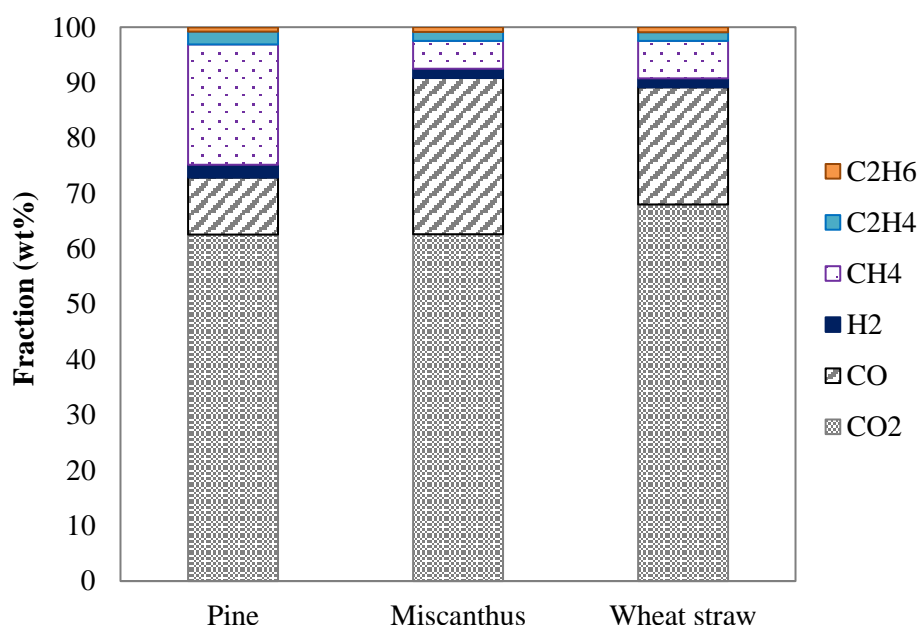 Fraction (wt%)
100
90
80
70
60
50
40
30
20
10
0
Pine
Miscanthus
Wheat straw
C2H6
C2H4
CH4
H2
CO
CO2